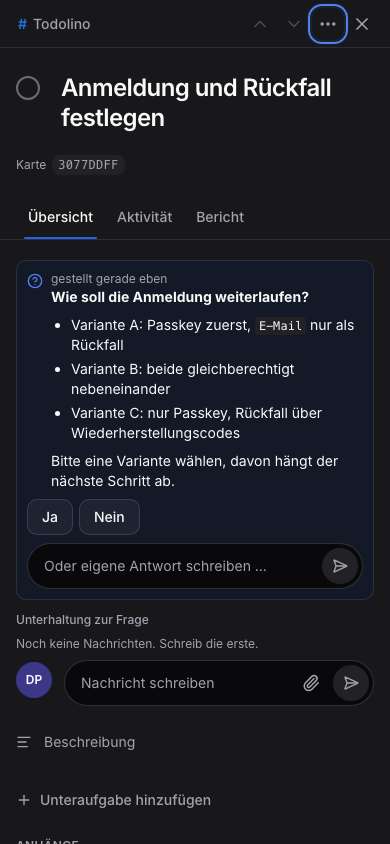 # Todolino
Anmeldung und Rückfall
festlegen
Karte 3077DDFF
Übersicht Aktivität Bericht
gestellt gerade eben
Wie soll die Anmeldung weiterlaufen?
• Variante A: Passkey zuerst, E-Mail nur als
Rückfall
• Variante B: beide gleichberechtigt
nebeneinander
• Variante C: nur Passkey, Rückfall über
Wiederherstellungscodes
Bitte eine Variante wählen, davon hängt der
nächste Schritt ab.
Ja Nein
Oder eigene Antwort schreiben ...
Unterhaltung zur Frage
Noch keine Nachrichten. Schreib die erste.
DP Nachricht schreiben
Beschreibung
+ Unteraufgabe hinzufügen
ANHÄNGE